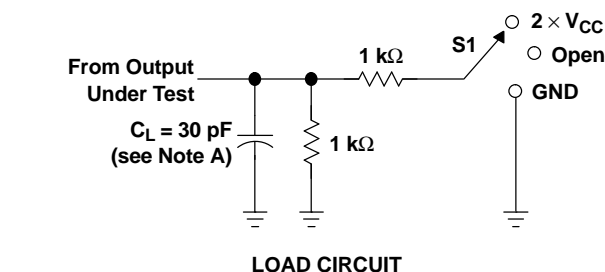 2 × VCC
S1
Open
1 kΩ
From Output
Under Test
GND
CL = 30 pF
(see Note A)
1 kΩ
LOAD CIRCUIT